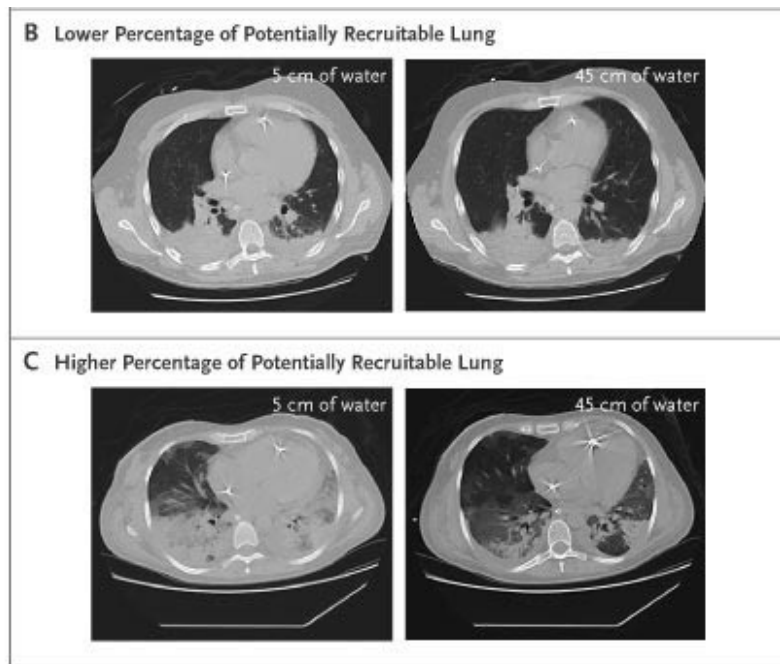 B Lower Percentage of Potentially Recruitable Lung
5 cm of water
45 cm of water
C Higher Percentage of Potentially Recruitable Lung
5 cm of water
45 cm of water